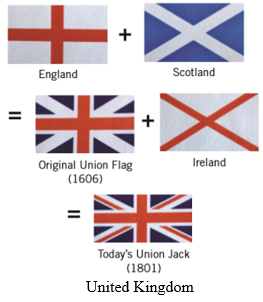 +
England
Scotland
=
+
Original Union Flag
(1606)
Ireland
=
Today's Union Jack
(1801)
United Kingdom